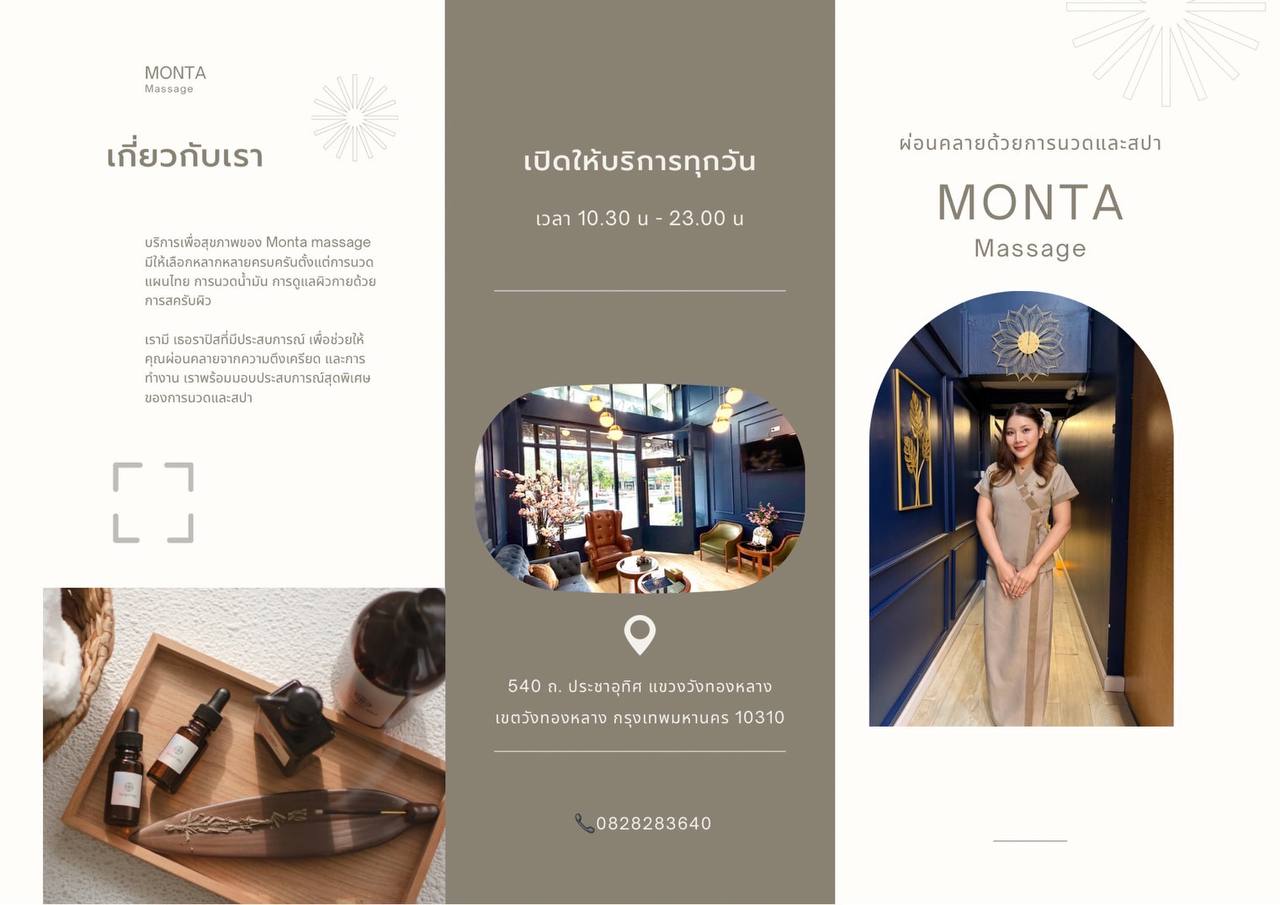 MONTA
Massage
เกี่ยวกับเรา
บริการเพื่อสุขภาพของ Monta massage
มีให้เลือกหลากหลายครบครันตั้งแต่การนวด
แผนไทย การนวดน้ำมัน การดูแลผิวกายด้วย
การสครับผิว
เรามี เธอราปิสที่มีประสบการณ์ เพื่อช่วยให้
คุณผ่อนคลายจากความตึงเครียด และการ
ทำงาน เราพร้อมมอบประสบการณ์สุดพิเศษ
ของการนวดและสปา
เปิดให้บริการทุกวัน
เวลา 10.30 น - 23.00 น
540 ถ. ประชาอุทิศ แขวงวังทองหลาง
เขตวังทองหลาง กรุงเทพมหานคร 10310
0828283640
ผ่อนคลายด้วยการนวดและสปา
MONTA
Massage